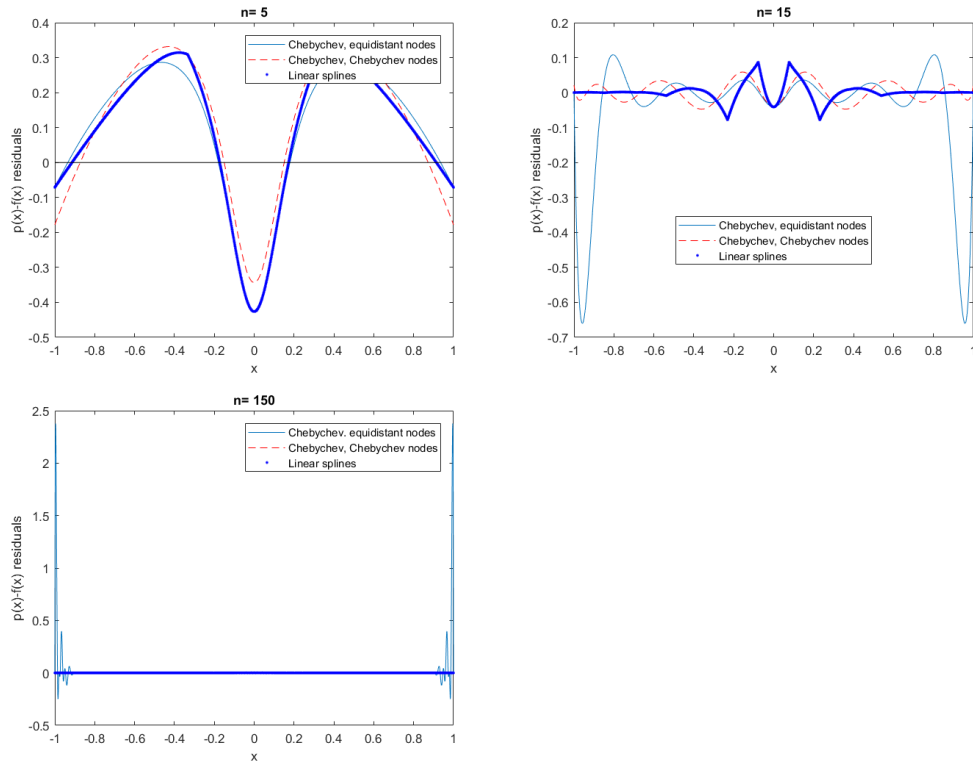 n= 5
0.4
0.3
0.2
0.1
0
-0.1
-0.2
-0.3
-0.4
-0.5
p(x)-f(x) residuals
Chebychev, equidistant nodes
Chebychev, Chebychev nodes
Linear splines
-1 -0.8 -0.6 -0.4 -0.2 0 0.2 0.4 0.6 0.8 1
x
n= 15
0.2
0.1
0
-0.1
-0.2
-0.3
-0.4
-0.5
-0.6
-0.7
p(x)-f(x) residuals
Chebychev, equidistant nodes
Chebychev, Chebychev nodes
Linear splines
-1 -0.8 -0.6 -0.4 -0.2 0 0.2 0.4 0.6 0.8 1
x
n= 150
2.5
2
1.5
1
0.5
0
-0.5
p(x)-f(x) residuals
Chebychev. equidistant nodes
Chebychev, Chebychev nodes
Linear splines
-1 -0.8 -0.6 -0.4 -0.2 0 0.2 0.4 0.6 0.8 1
x